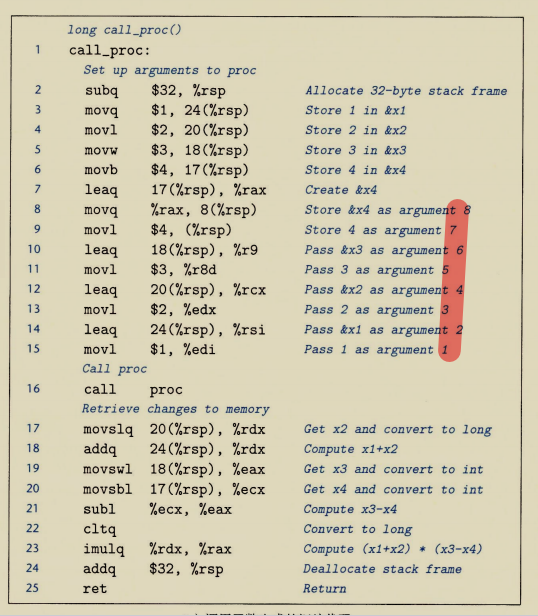 long call_proc()
1 call_proc:
Set up arguments to proc
2 subq $32, %rsp Allocate 32-byte stack frame
3 movq $1, 24(%rsp) Store 1 in &x1
4 movl $2, 20(%rsp) Store 2 in &x2
5 movw $3, 18(%rsp) Store 3 in &x3
6 movb $4, 17(%rsp) Store 4 in &x4
7 leaq 17(%rsp), %rax Create &x4
8 movq %rax, 8(%rsp) Store &x4 as argument 8
9 movl $4, (%rsp) Store 4 as argument 7
10 leaq 18(%rsp), %r9 Pass &x3 as argument 6
11 movl $3, %r8d Pass 3 as argument 5
12 leaq 20(%rsp), %rcx Pass &x2 as argument 4
13 movl $2, %edx Pass 2 as argument 3
14 leaq 24(%rsp), %rsi Pass &x1 as argument 2
15 movl $1, %edi Pass 1 as argument 1
Call proc
16 call proc
Retrieve changes to memory
17 movslq 20(%rsp), %rdx Get x2 and convert to long
18 addq 24(%rsp), %rdx Compute x1+x2
19 movswl 18(%rsp), %eax Get x3 and convert to int
20 movsbl 17(%rsp), %ecx Get x4 and convert to int
21 subl %ecx, %eax Compute x3-x4
22 cltq Convert to long
23 imulq %rdx, %rax Compute (x1+x2) * (x3-x4)
24 addq $32, %rsp Deallocate stack frame
25 ret Return